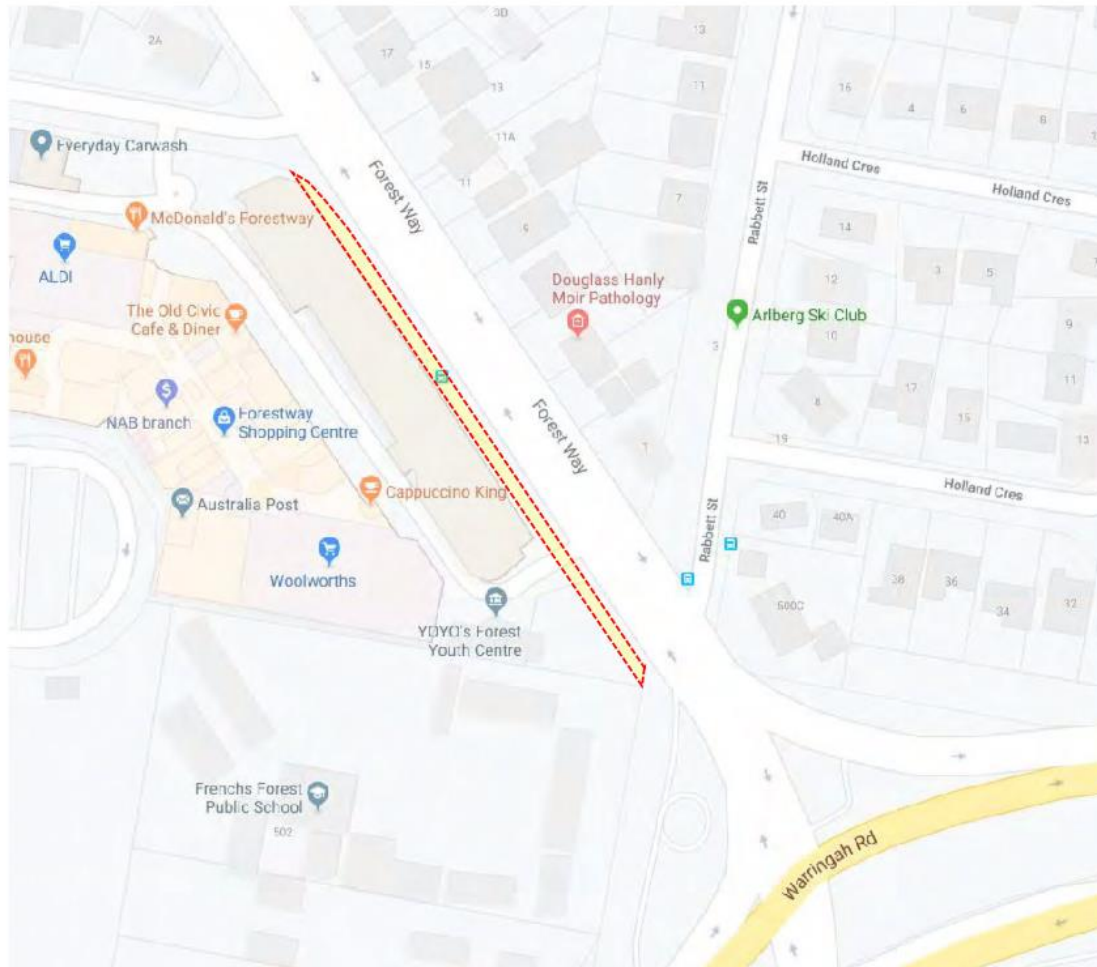 3D
2A
17
15
13
13
11
11A
11
9
7
16
4
6
8
Everyday Carwash
Forest Way
Holland Cres
Holland Cres
McDonald's Forestway
ALDI
The Old Civic
Cafe & Diner
house
NAB branch
Forestway
Shopping Centre
Australia Post
Cappuccino King
Woolworths
Douglass Hanly
Moir Pathology
Rabbett St
14
3
5
12
Arlberg Ski Club
10
9
3
17
11
8
15
19
13
Forest Way
1
Holland Cres
Rabbett St
40
40A
38
36
34
32
500C
YOYO's Forest
Youth Centre
Frenchs Forest
Public School
502
Warringah Rd